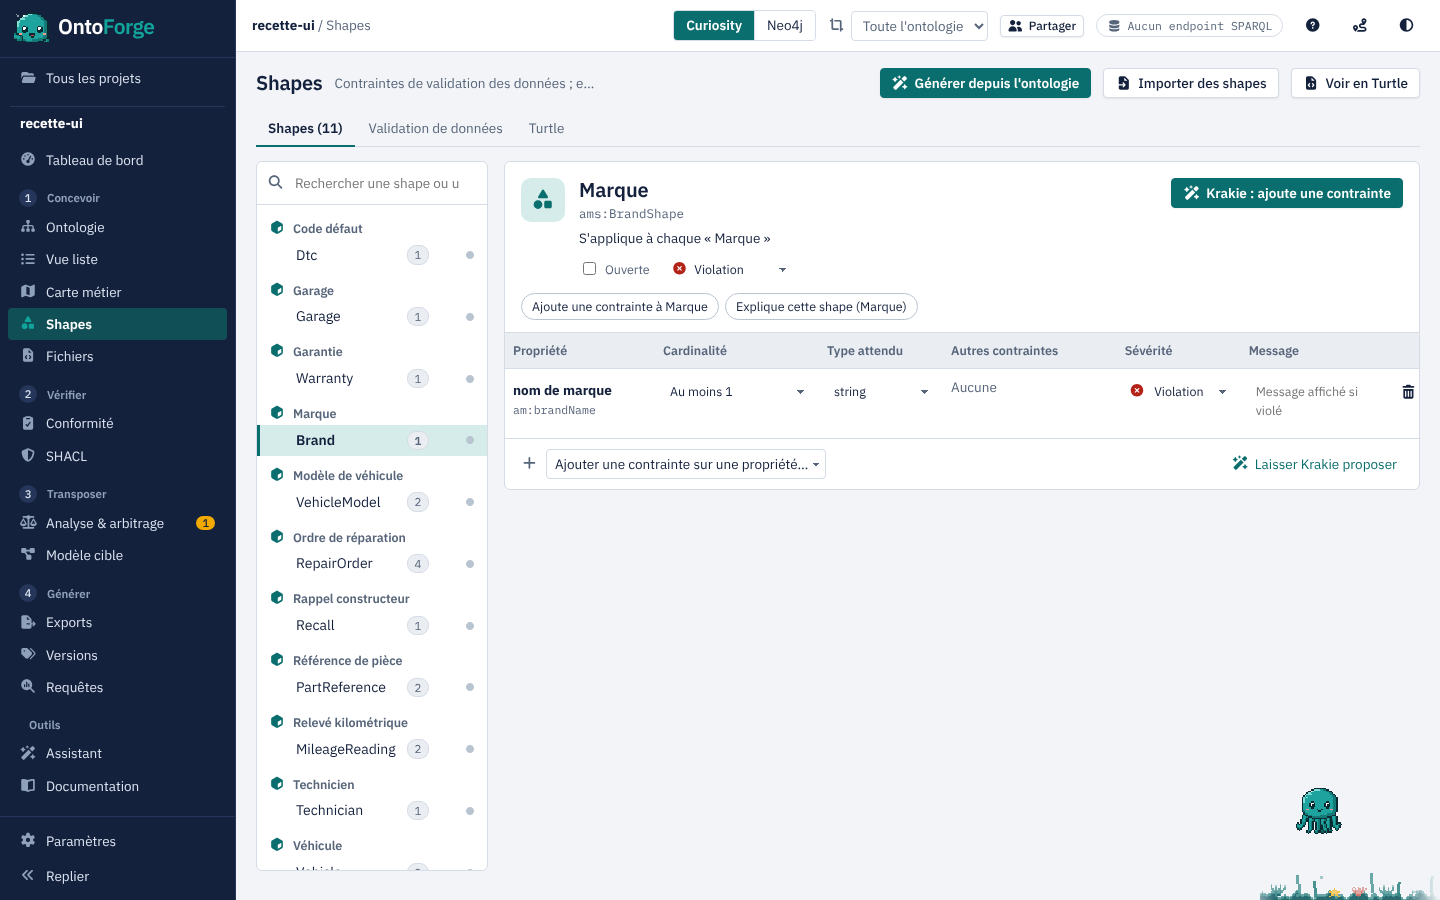 OntoForge
Tous les projets
recette-ui
Tableau de bord
1 Concevoir
Ontologie
Vue liste
Carte métier
Shapes
Fichiers
2 Vérifier
Conformité
SHACL
3 Transposer
Analyse & arbitrage 1
Modèle cible
4 Générer
Exports
Versions
Requêtes
Outils
Assistant
Documentation
Paramètres
Replier
recette-ui / Shapes
Curiosity Neo4j
Toute l'ontologie
Partager
Aucun endpoint SPARQL
Shapes Contraintes de validation des données ; e...
Générer depuis l'ontologie
Importer des shapes
Voir en Turtle
Shapes (11) Validation de données Turtle
Rechercher une shape ou u
Code défaut
Dtc 1
Garage
Garage 1
Garantie
Warranty 1
Marque
Brand 1
Modèle de véhicule
VehicleModel 2
Ordre de réparation
RepairOrder 4
Rappel constructeur
Recall 1
Référence de pièce
PartReference 2
Relevé kilométrique
MileageReading 2
Technicien
Technician 1
Véhicule
Marque
ams:BrandShape
S'applique à chaque « Marque »
Ouverte Violation
Krakie : ajoute une contrainte
Ajoute une contrainte à Marque Explique cette shape (Marque)
Propriété Cardinalité Type attendu Autres contraintes Sévérité Message
nom de marque Au moins 1 string Aucune Violation Message affiché si
am:brandName violé
Ajouter une contrainte sur une propriété...
Laisser Krakie proposer